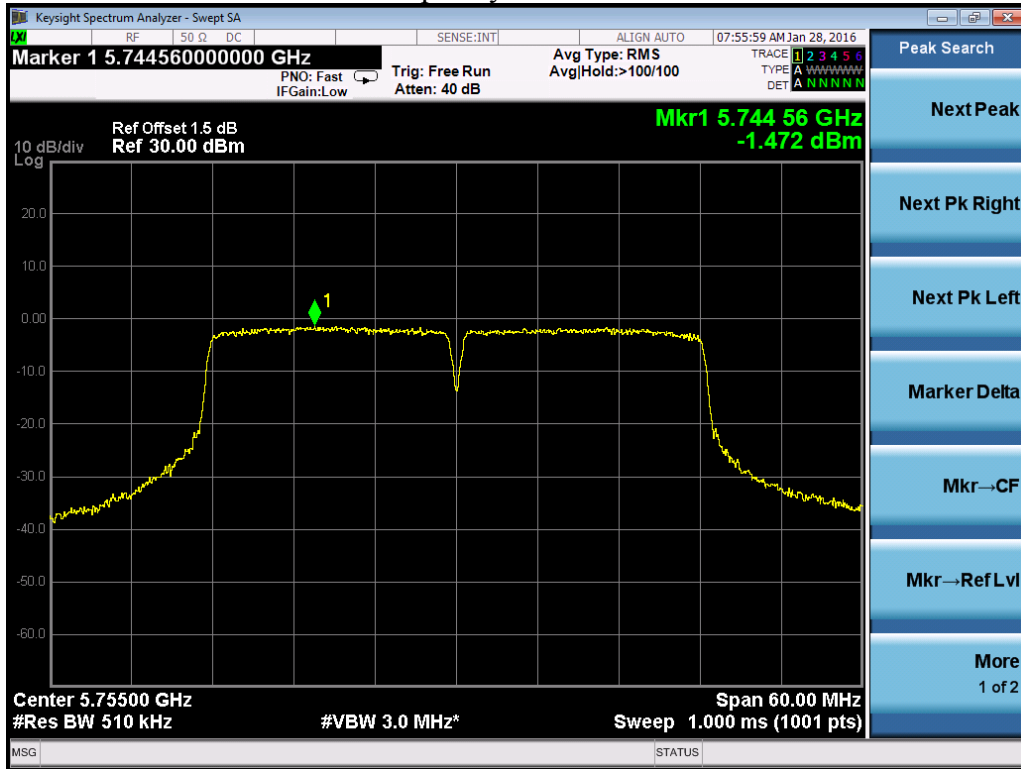 Keysight Spectrum Analyzer - Swept SA
LXI RF 50 Ω DC SENSE:INT ALIGN AUTO 07:55:59 AM Jan 28, 2016
Marker 1 5.744560000000 GHz
PNO: Fast
IFGain:Low
Trig: Free Run
Atten: 40 dB
Avg Type: RMS
Avg|Hold:>100/100
TRACE 1 2 3 4 5 6
TYPE A WWWWW
DET A N N N N N
Peak Search
Mkr1 5.744 56 GHz
-1.472 dBm
Ref Offset 1.5 dB
10 dB/div Ref 30.00 dBm
Log
20.0
10.0
0.00
-10.0
-20.0
-30.0
-40.0
-50.0
-60.0
1
Center 5.75500 GHz Span 60.00 MHz
#Res BW 510 kHz #VBW 3.0 MHz* Sweep 1.000 ms (1001 pts)
Next Peak
Next Pk Right
Next Pk Left
Marker Delta
Mkr→CF
Mkr→Ref Lvl
More
1 of 2
MSG STATUS